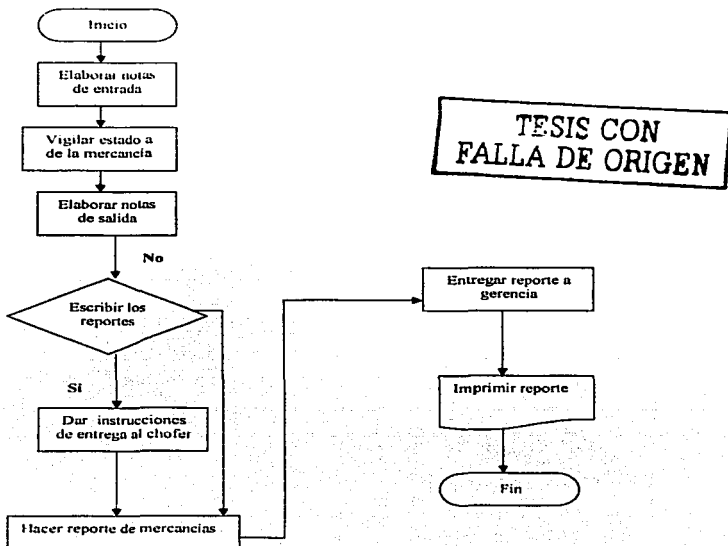 Inicio
Elaborar notas
de entrada
Vigilar estado a
de la mercancía
Elaborar notas
de salida
No
Escribir los
reportes
Sí
Dar instrucciones
de entrega al chofer
Hacer reporte de mercancías
TESIS CON
FALLA DE ORIGEN
Entregar reporte a
gerencia
Imprimir reporte
Fin